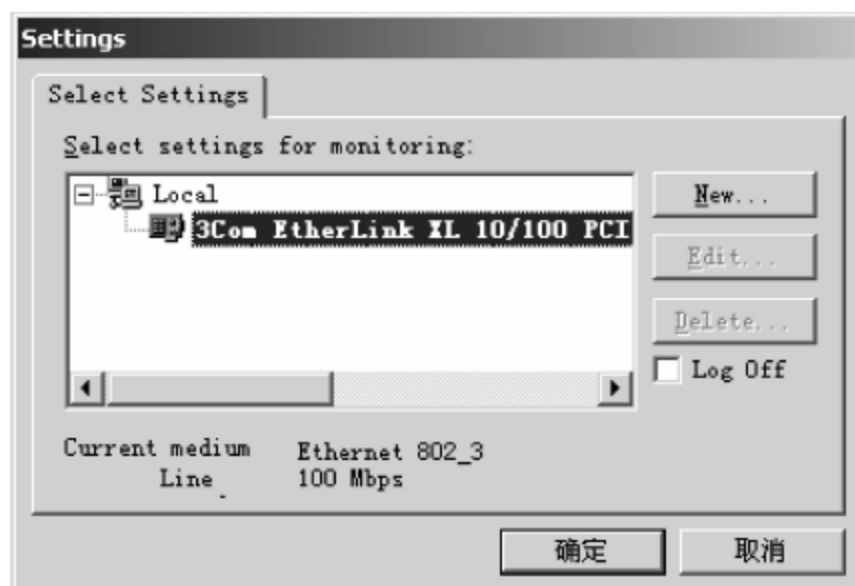 Settings
Select Settings
Select settings for monitoring:
Local
3Com EtherLink XL 10/100 PCI
New...
Edit...
Delete...
Log Off
Current medium Ethernet 802_3
Line 100 Mbps
确定 取消